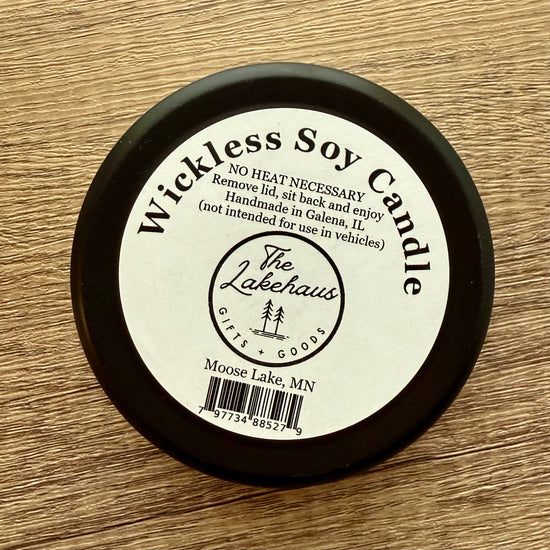 Wickless Soy Candle
NO HEAT NECESSARY
Remove lid, sit back and enjoy
Handmade in Galena, IL
(not intended for use in vehicles)
The
Lakehaus
GIFTS + GOODS
Moose Lake, MN
7 97734 88527 9